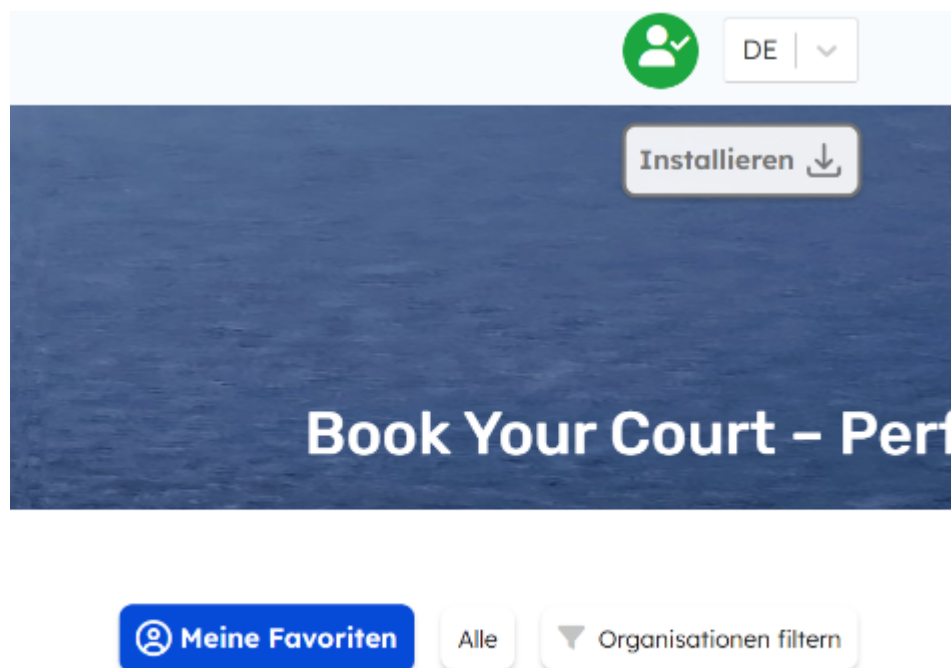 DE
Installieren
Book Your Court – Perf
Meine Favoriten
Alle
Organisationen filtern